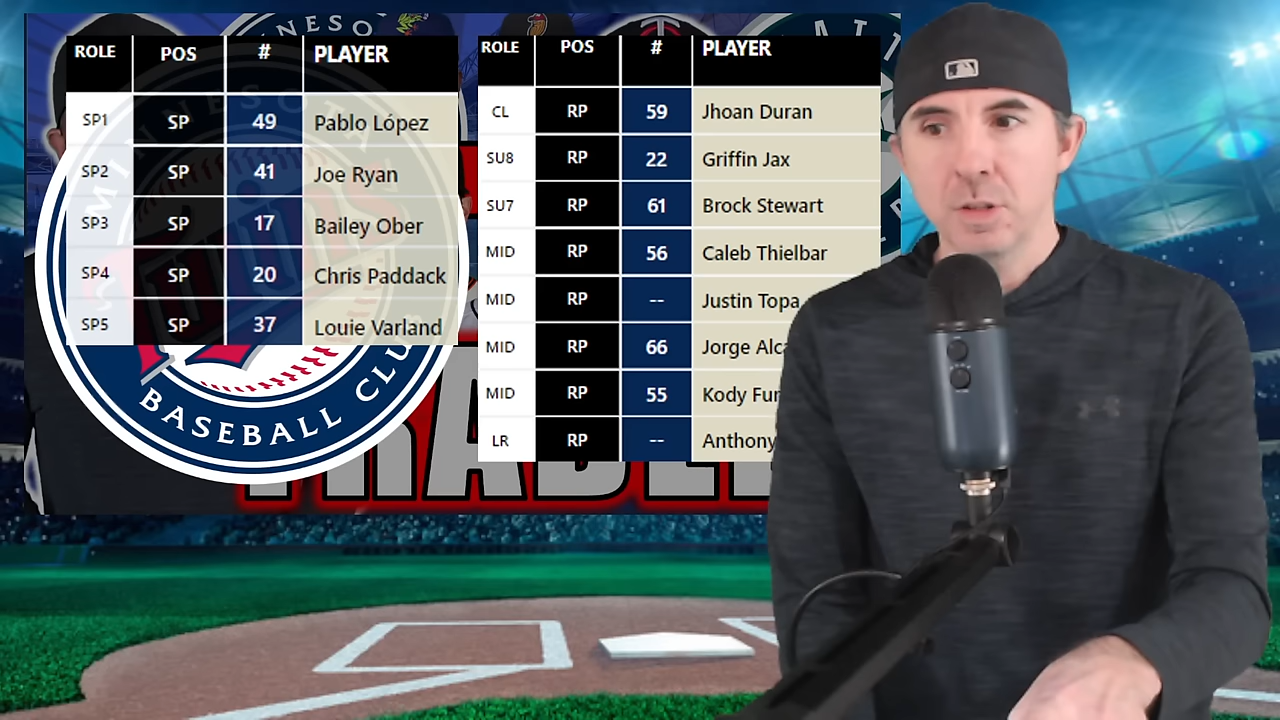 ROLE POS # PLAYER
SP1 SP 49 Pablo López
SP2 SP 41 Joe Ryan
SP3 SP 17 Bailey Ober
SP4 SP 20 Chris Paddack
SP5 SP 37 Louie Varland
ROLE POS # PLAYER
CL RP 59 Jhoan Duran
SU8 RP 22 Griffin Jax
SU7 RP 61 Brock Stewart
MID RP 56 Caleb Thielbar
MID RP -- Justin Topa
MID RP 66 Jorge
MID RP 55 Kody
LR RP -- Anthony
BASEBALL